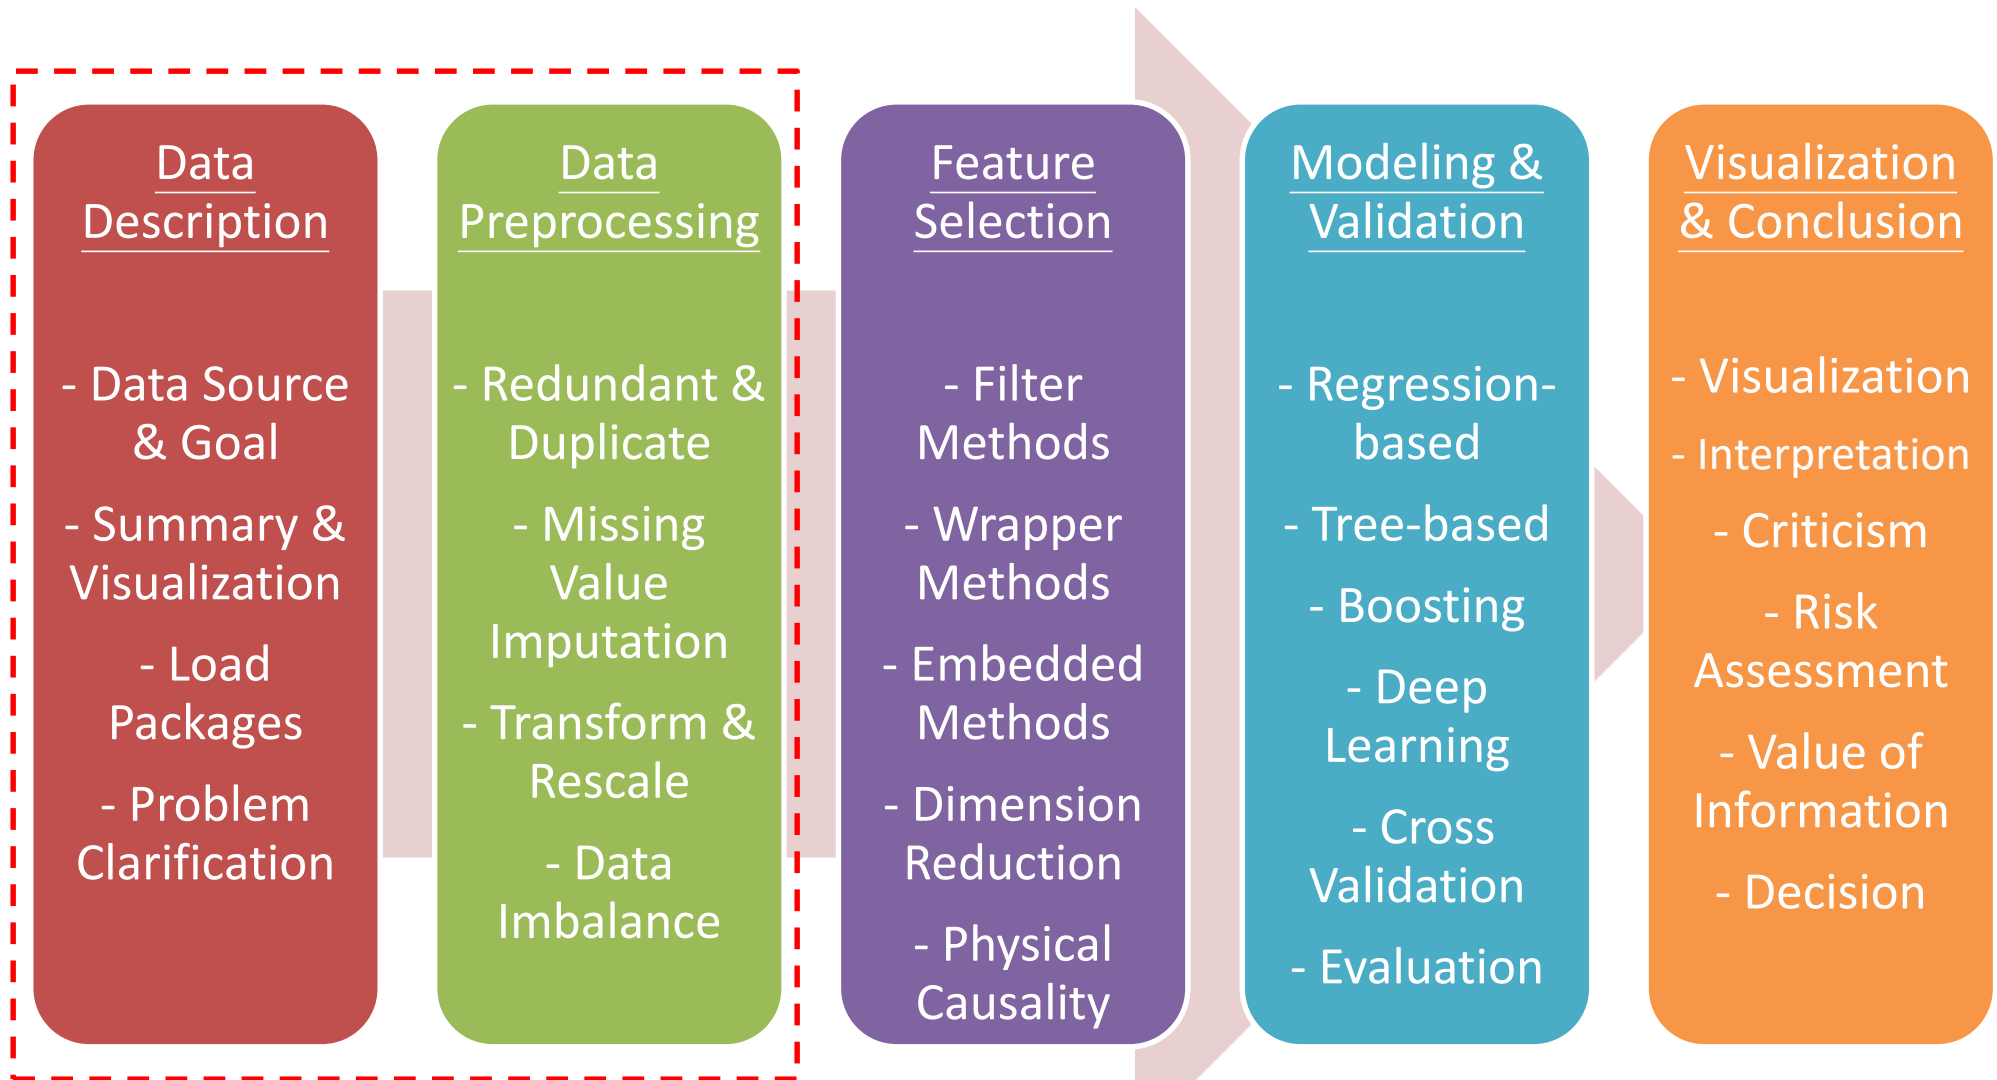 Data
Description
- Data Source
& Goal
- Summary &
Visualization
- Load
Packages
- Problem
Clarification
Data
Preprocessing
- Redundant &
Duplicate
- Missing
Value
Imputation
- Transform &
Rescale
- Data
Imbalance
Feature
Selection
- Filter
Methods
- Wrapper
Methods
- Embedded
Methods
- Dimension
Reduction
- Physical
Causality
Modeling &
Validation
- Regression-
based
- Tree-based
- Boosting
- Deep
Learning
- Cross
Validation
- Evaluation
Visualization
& Conclusion
- Visualization
- Interpretation
- Criticism
- Risk
Assessment
- Value of
Information
- Decision